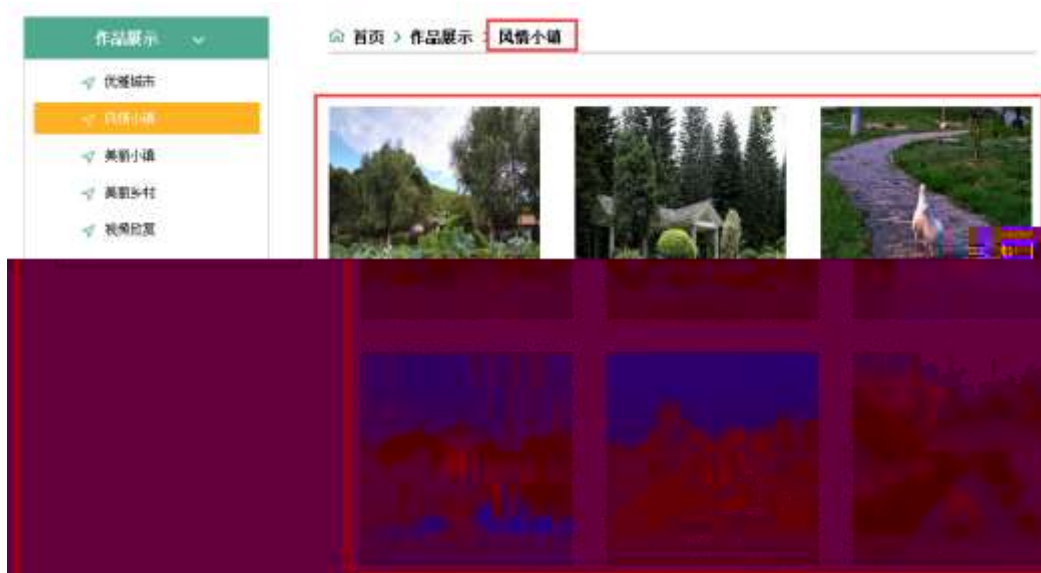 作品展示
优雅城市
风情小镇
美丽小镇
美丽乡村
视频欣赏
首页 > 作品展示 > 风情小镇